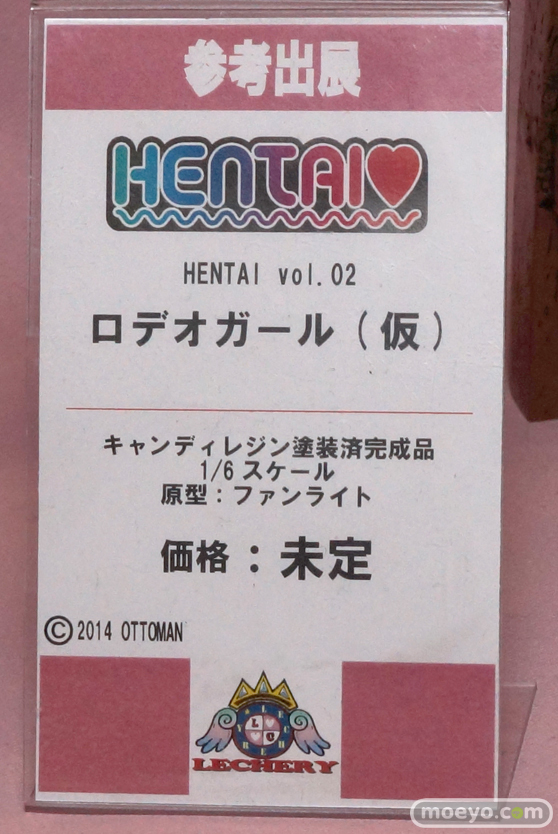 参考出展
HENTAI
HENTAI vol.02
ロデオガール(仮)
キャンディレジン塗装済完成品
1/6 スケール
原型:ファンライト
価格:未定
©2014 OTTOMAN
LECHERY
moeyo.com